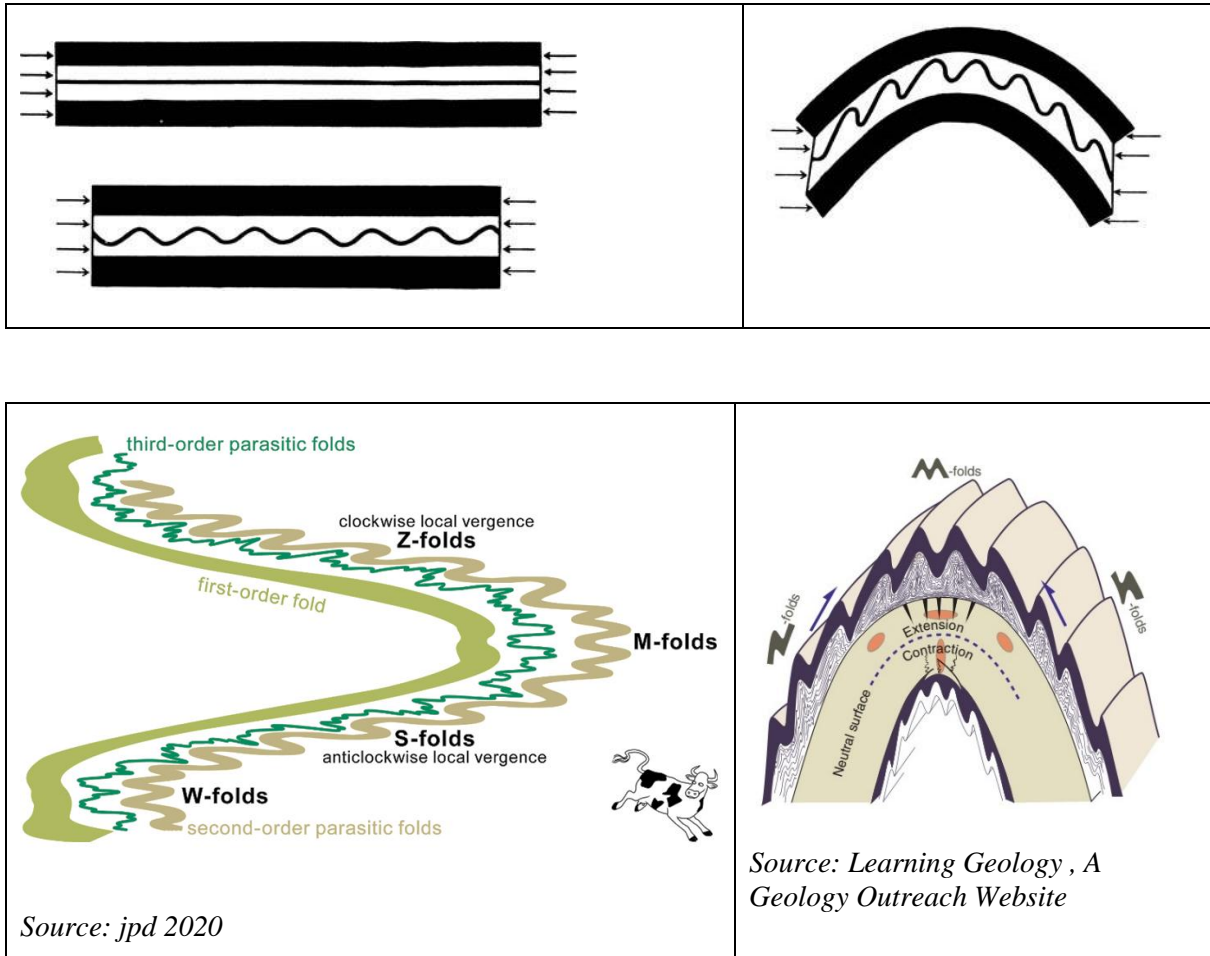 third-order parasitic folds
clockwise local vergence
Z-folds
first-order fold
M-folds
S-folds
anticlockwise local vergence
W-folds
second-order parasitic folds
Source: jpd 2020
M-folds
Z-folds
S-folds
Extension
Contraction
Neutral surface
Source: Learning Geology , A
Geology Outreach Website